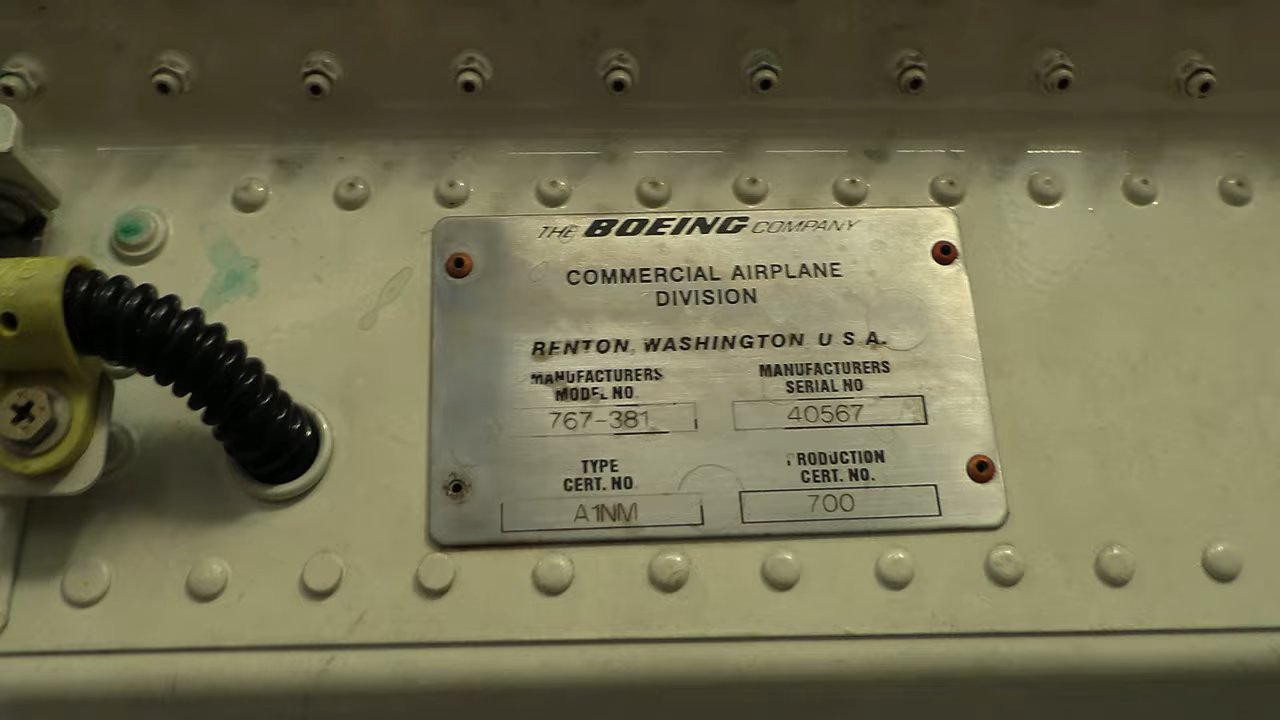 THE BOEING COMPANY
COMMERCIAL AIRPLANE
DIVISION
RENTON, WASHINGTON U S A.
MANUFACTURERS
MODEL NO.
767-381
MANUFACTURERS
SERIAL NO
40567
TYPE
CERT. NO.
A1NM
PRODUCTION
CERT. NO.
700